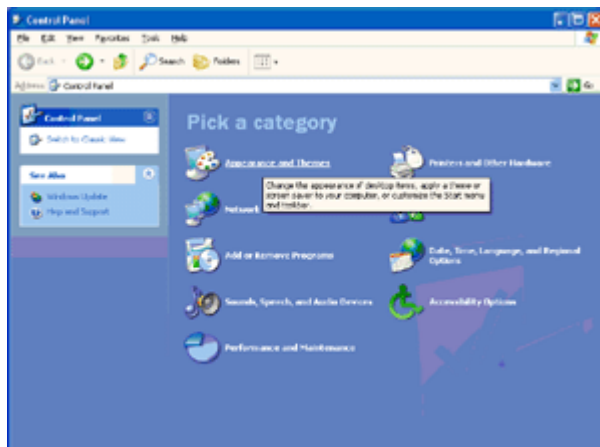 Control Panel
File Edit View Favorites Tools Help
Back Search Folders
Address Control Panel Go
Control Panel
Switch to Classic View
See Also
Windows Update
Help and Support
Pick a category
Appearance and Themes
Printers and Other Hardware
Change the appearance of desktop items, apply a theme or
screen saver to your computer, or customize the Start menu
and taskbar.
Network
Add or Remove Programs
Date, Time, Language, and Regional
Options
Sounds, Speech, and Audio Devices
Accessibility Options
Performance and Maintenance